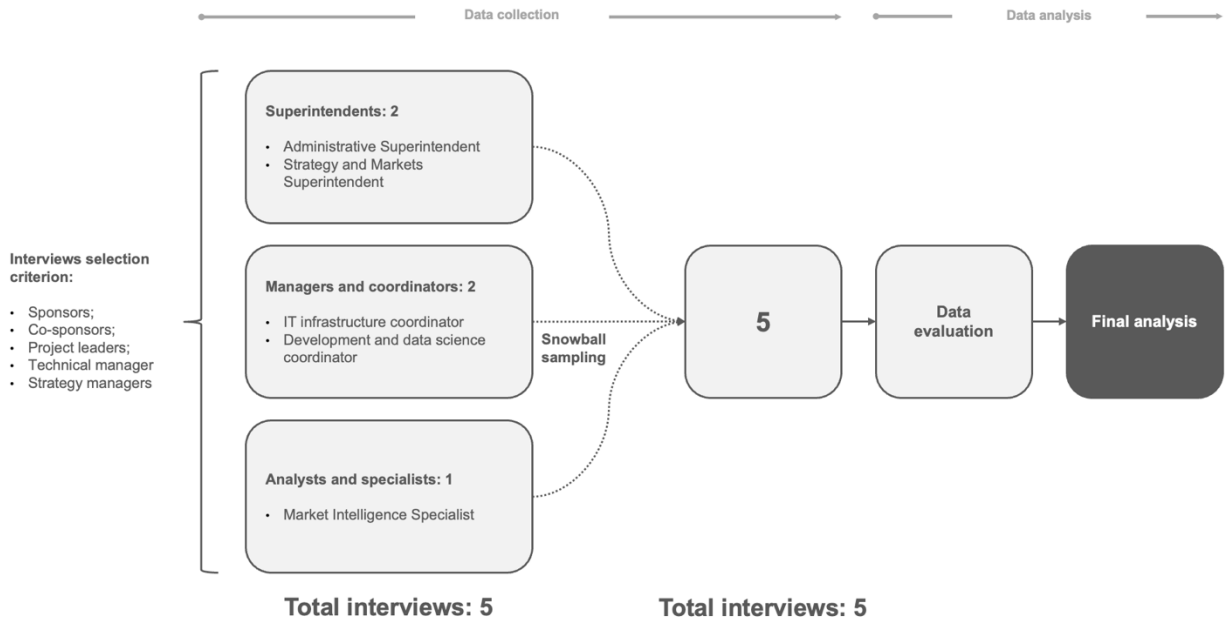 Data collection
Data analysis
Interviews selection
criterion:
• Sponsors;
• Co-sponsors;
• Project leaders;
• Technical manager
• Strategy managers
Superintendents: 2
• Administrative Superintendent
• Strategy and Markets
Superintendent
Managers and coordinators: 2
• IT infrastructure coordinator
• Development and data science
coordinator
Analysts and specialists: 1
• Market Intelligence Specialist
Snowball
sampling
5
Data
evaluation
Final analysis
Total interviews: 5
Total interviews: 5